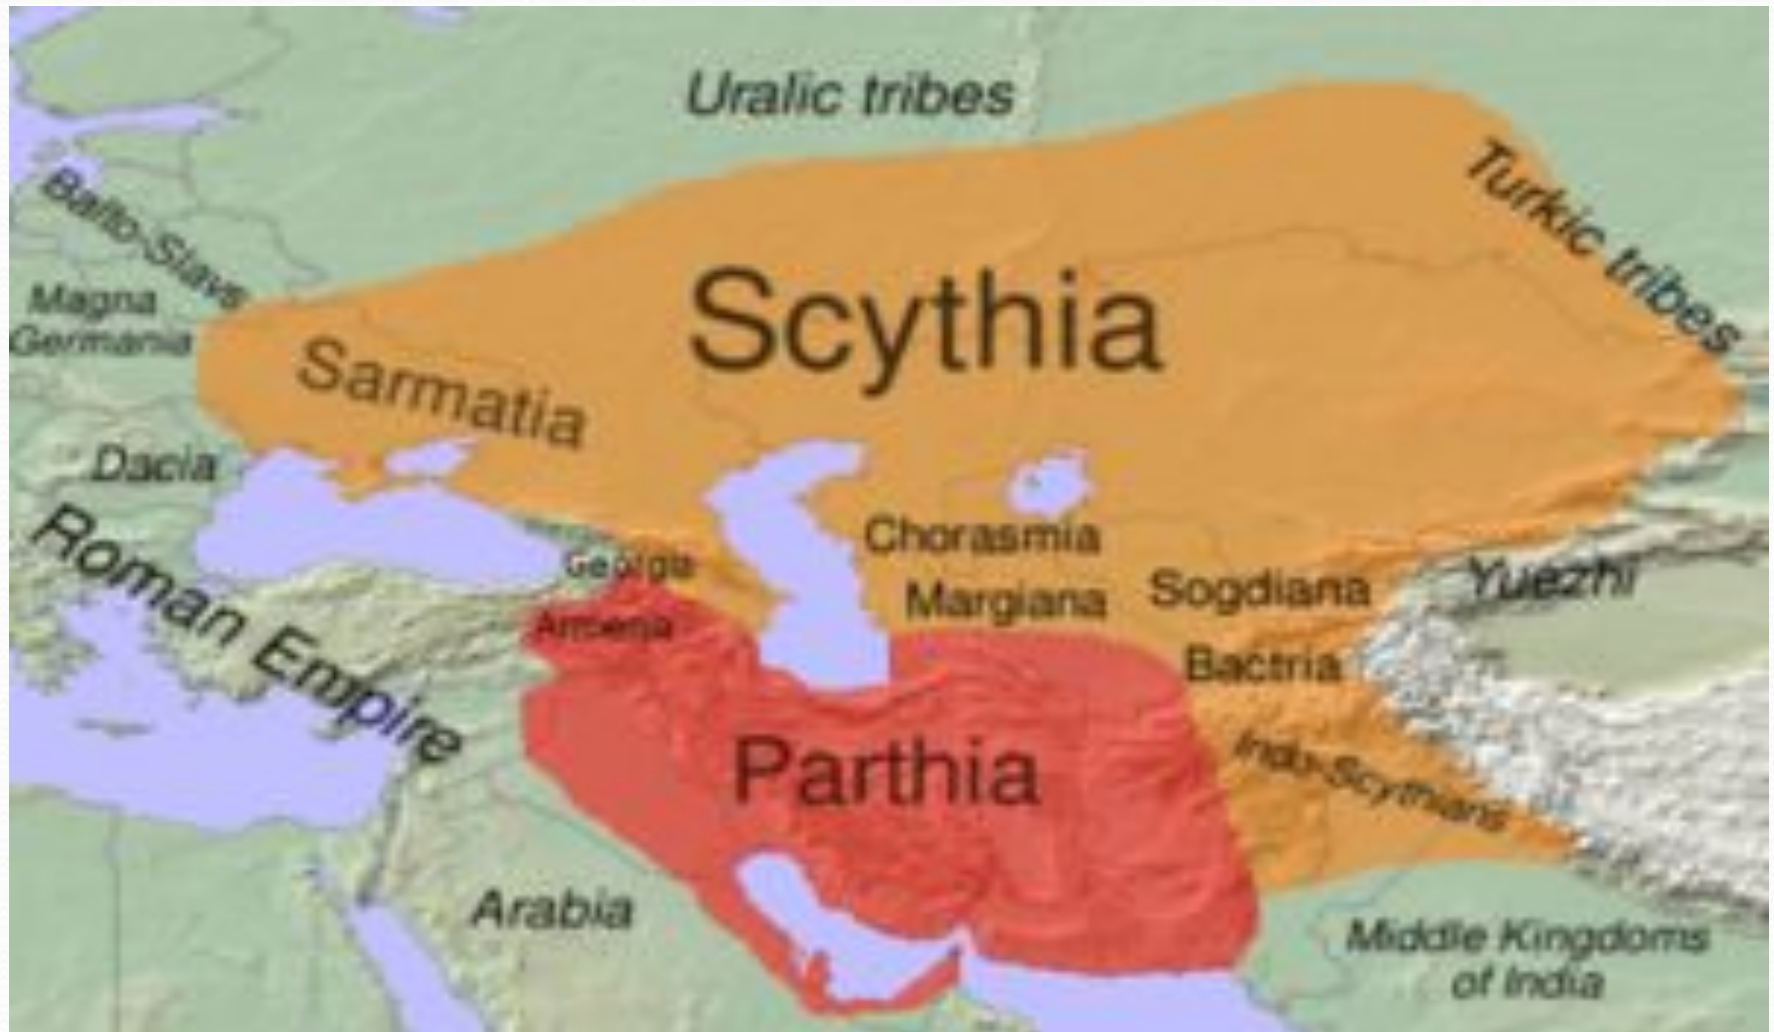 Uralic tribes
Turkic tribes
Balto-Slavs
Scythia
Magna
Germania
Sarmatia
Dacia
Roman Empire
Chorasmia
Georgia
Margiana
Sogdiana
Yuezhi
Armenia
Bactria
Parthia
Indo-Scythians
Arabia
Middle Kingdoms
of India